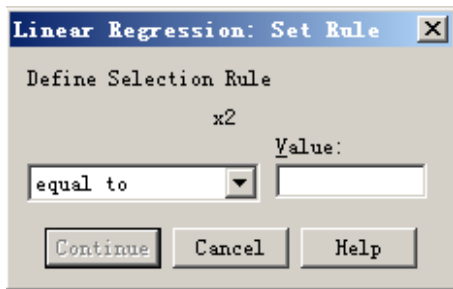 Linear Regression: Set Rule
Define Selection Rule
x2
Value:
equal to
Continue Cancel Help